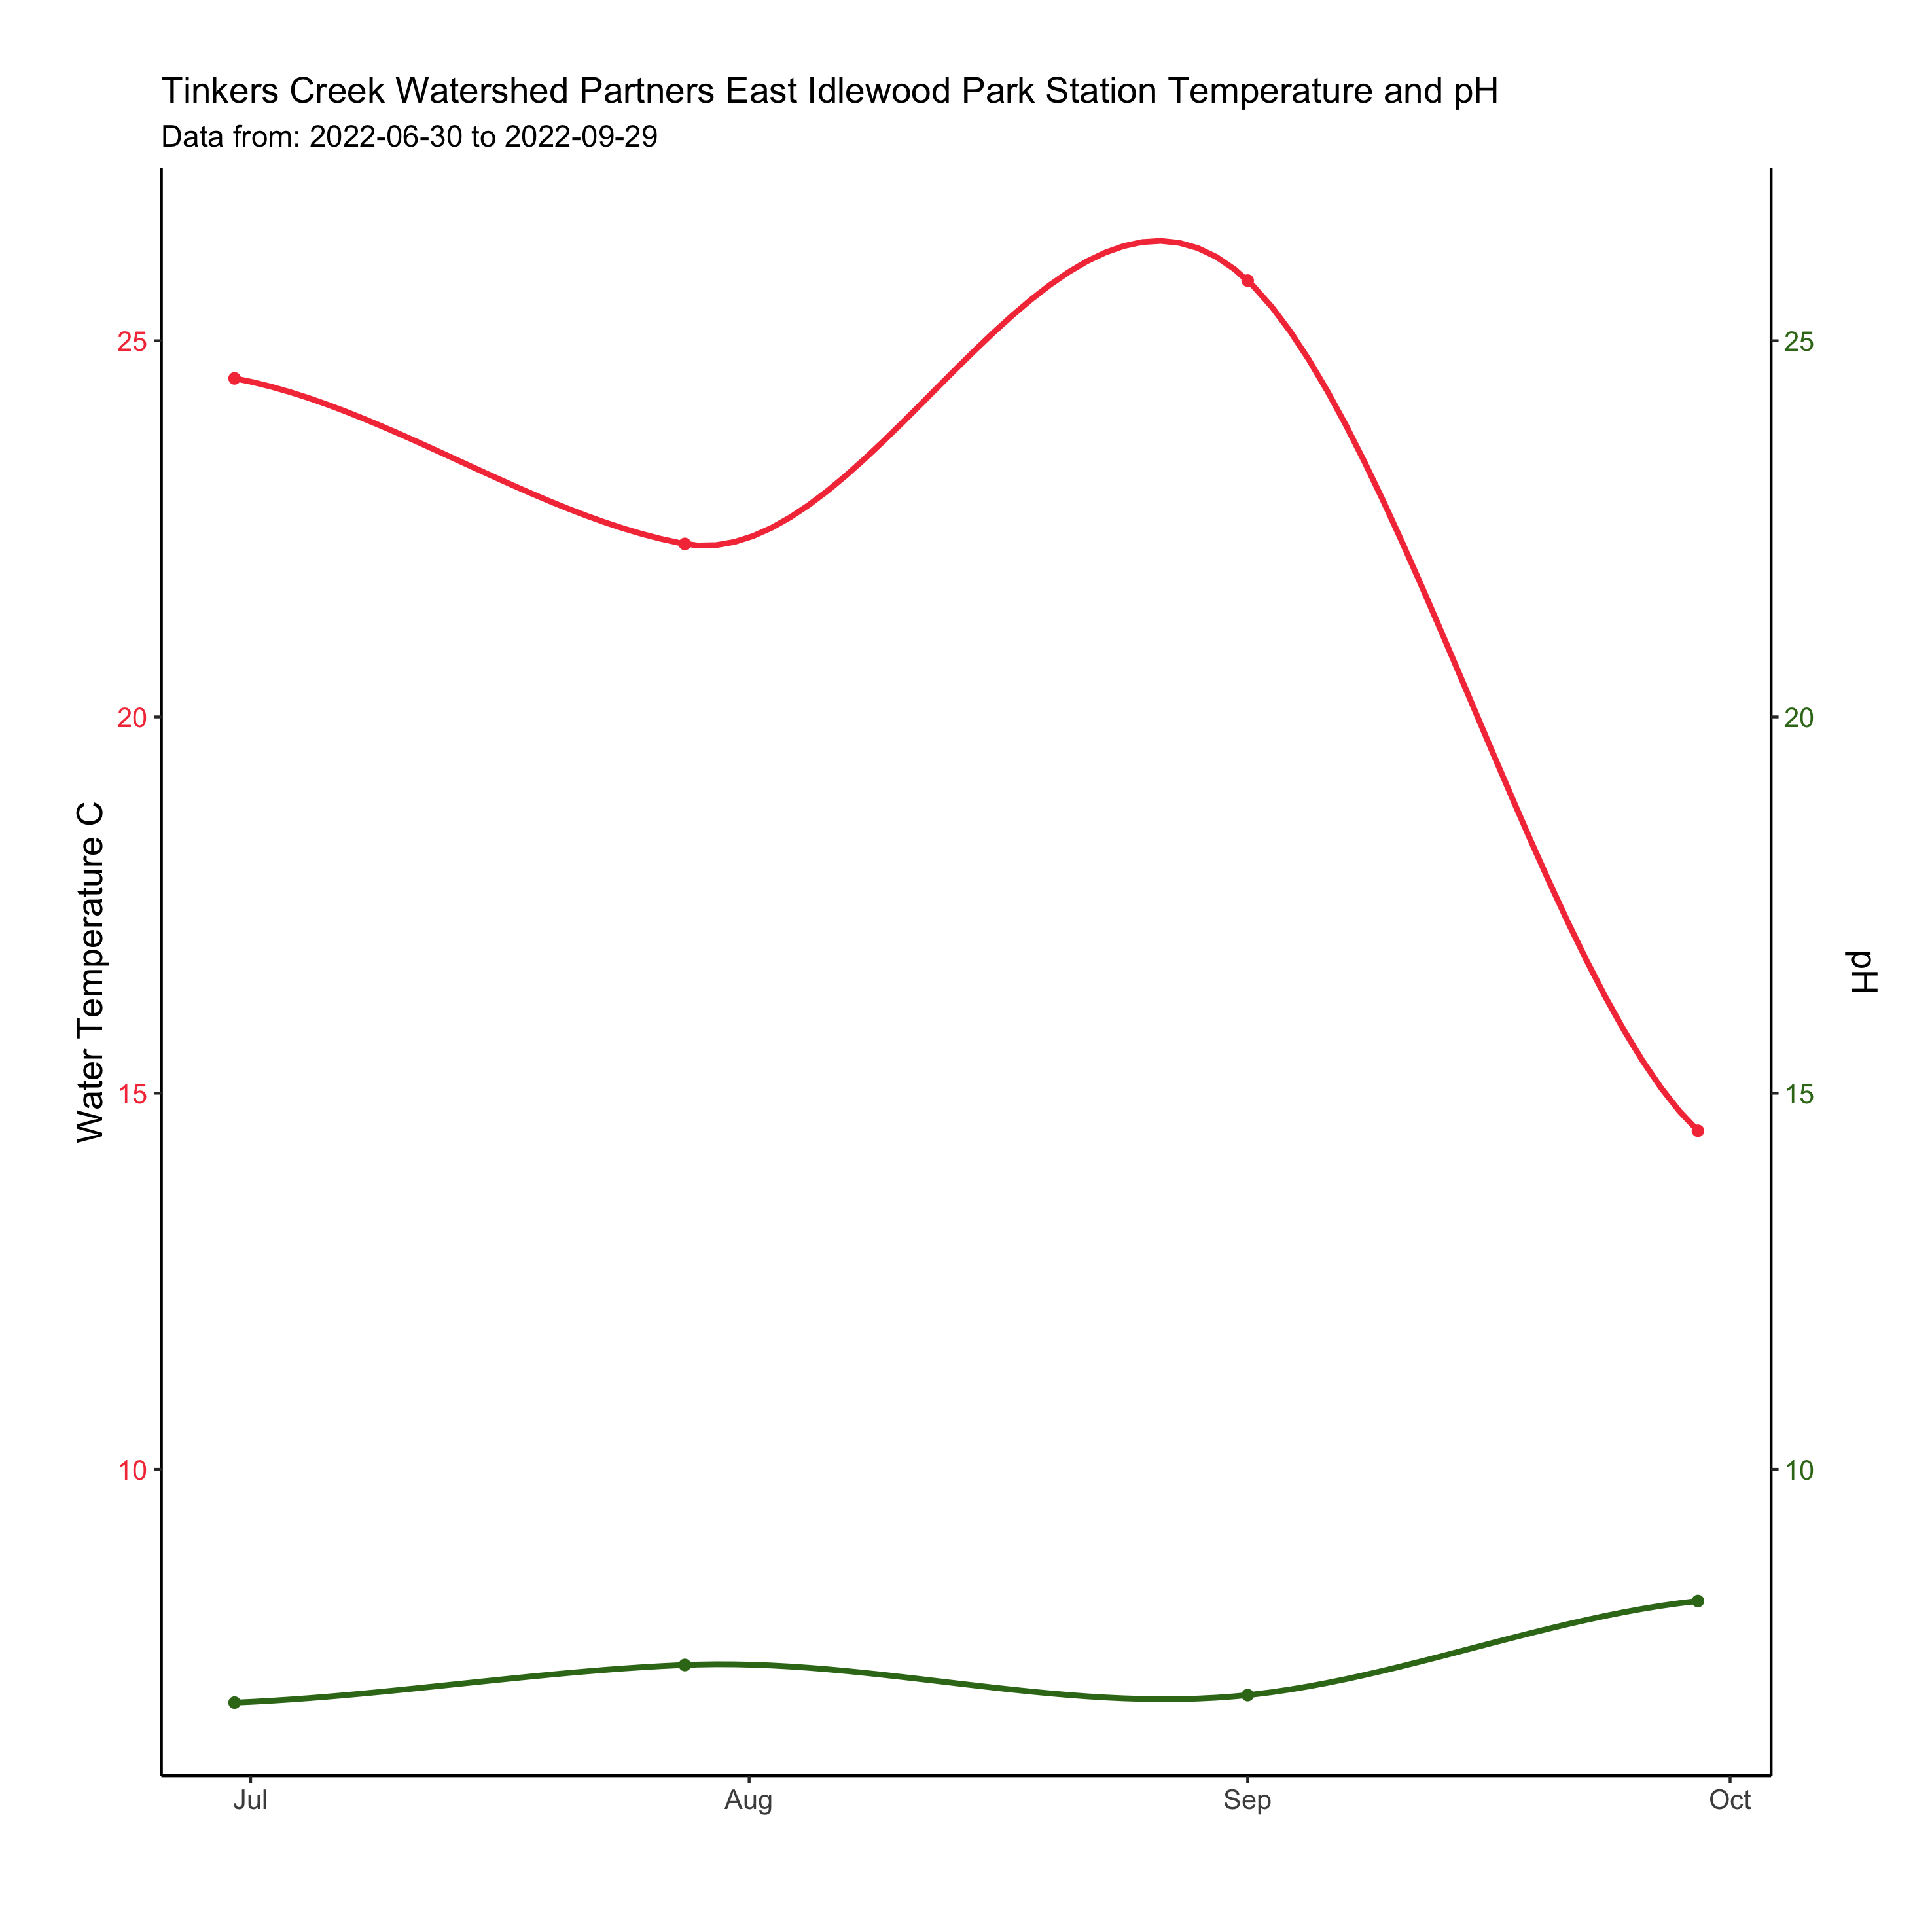 Tinkers Creek Watershed Partners East Idlewood Park Station Temperature and pH
Data from: 2022-06-30 to 2022-09-29
Water Temperature C
25
20
15
10
25
20
15
10
pH
Jul
Aug
Sep
Oct